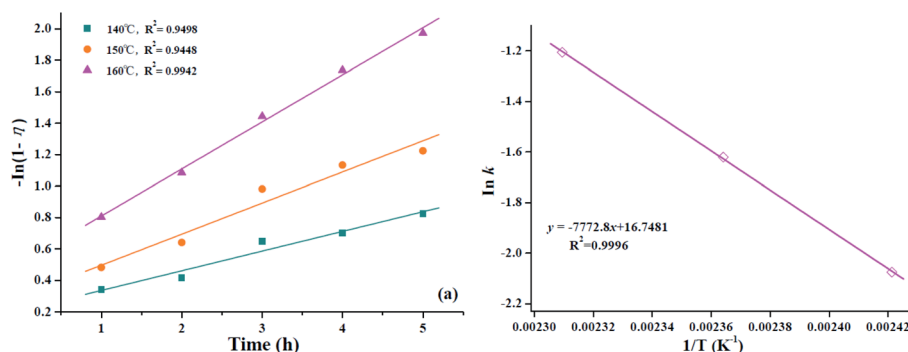 (a)
140℃, R²= 0.9498
150℃, R²= 0.9448
160℃, R²= 0.9942
2.0
1.8
1.6
1.4
1.2
1.0
0.8
0.6
0.4
0.2
-In(1- η)
1 2 3 4 5
Time (h)
(a)
-1.2
-1.4
-1.6
-1.8
-2.0
-2.2
In k
y = -7772.8x+16.7481
R²=0.9996
0.00230 0.00232 0.00234 0.00236 0.00238 0.00240 0.00242
1/T (K⁻¹)